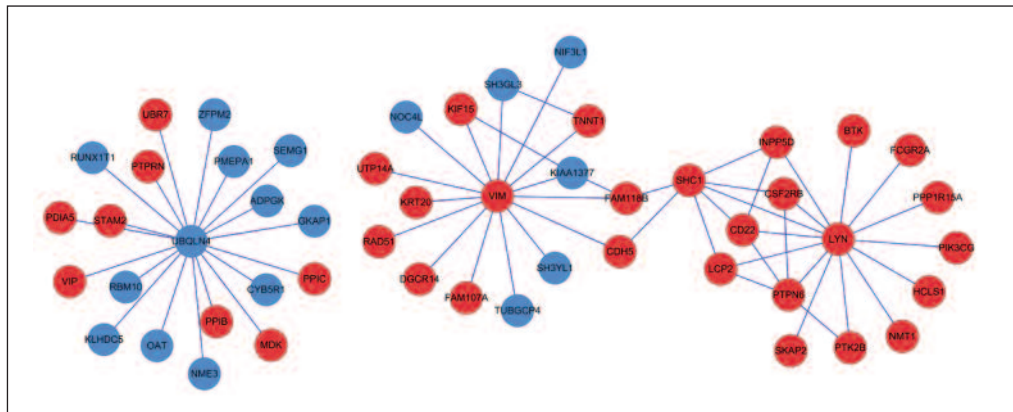 NIF3L1
SH3GL3
UBR7
ZFPM2
NOC4L
KIF15
TNNT1
BTK
INPP5D
FCGR2A
RUNX1T1
PTPRN
PMEPA1
SEMG1
UTP14A
KIAA1377
SHC1
CSF2RB
PPP1R15A
ADPGK
KRT20
VIM
FAM118B
PDIA5
STAM2
GKAP1
CD22
LYN
UBQLN4
RAD51
CDH5
PIK3CG
LCP2
SH3YL1
VIP
RBM10
CYB5R1
PPIC
DGCR14
PTPN6
HCLS1
FAM107A
TUBGCP4
PPIB
KLHDC5
OAT
MDK
SKAP2
PTK2B
NMT1
NME3